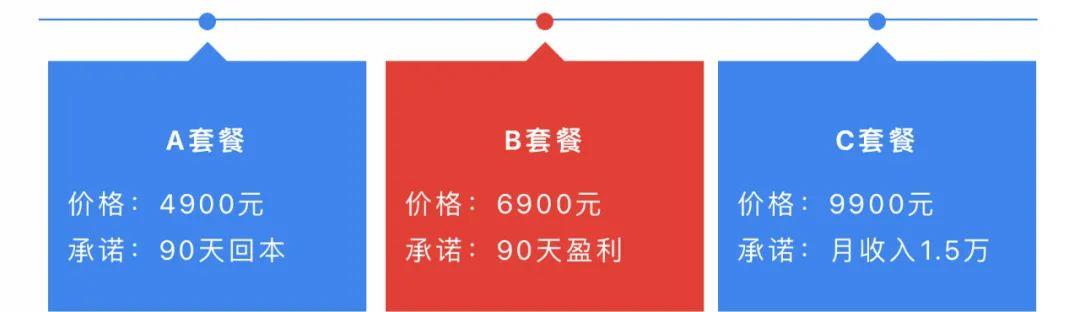 A套餐
价格：4900元
承诺：90天回本
B套餐
价格：6900元
承诺：90天盈利
C套餐
价格：9900元
承诺：月收入1.5万